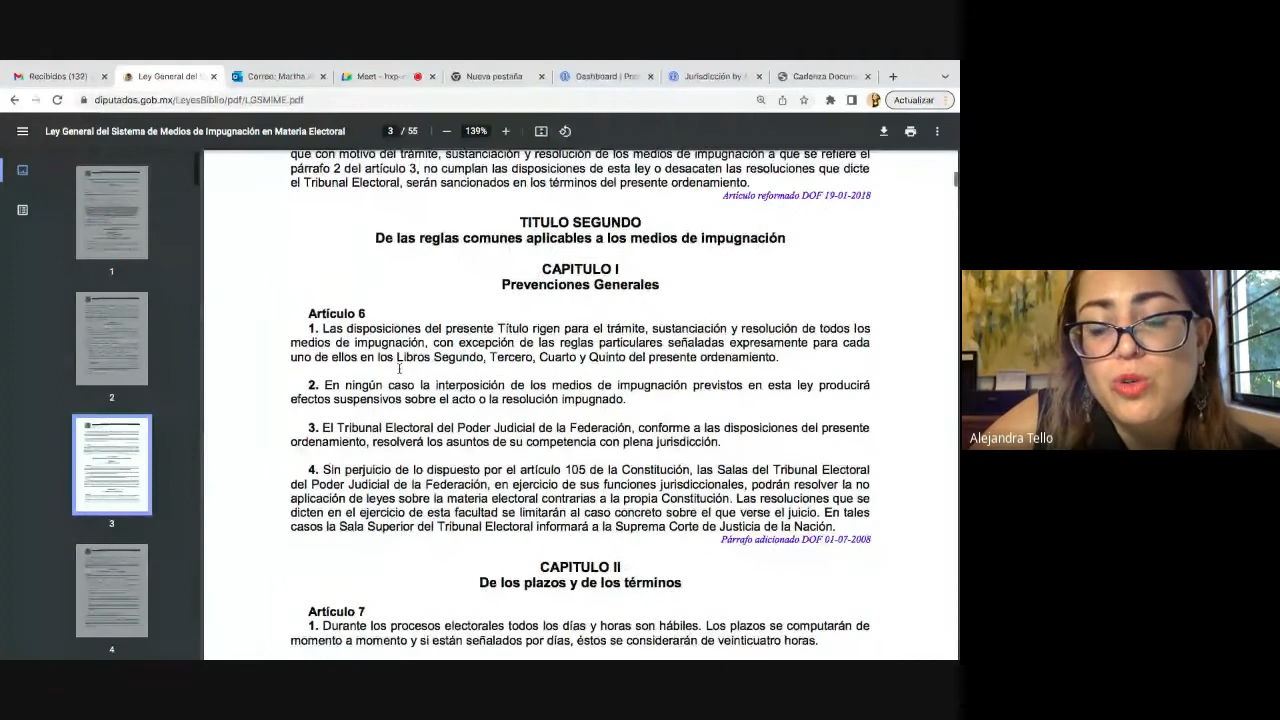 Recibidos (132)
Ley General del S
Correo: Martha
Meet – hxp-
Nueva pestaña
Dashboard | Pre
Jurisdicción by
Cadenza Docum
diputados.gob.mx/LeyesBiblio/pdf/LGSMIME.pdf
Actualizar
Ley General del Sistema de Medios de Impugnación en Materia Electoral
3 / 55
139%
que con motivo del trámite, sustanciación y resolución de los medios de impugnación a que se refiere el
párrafo 2 del artículo 3, no cumplan las disposiciones de esta ley o desacaten las resoluciones que dicte
el Tribunal Electoral, serán sancionados en los términos del presente ordenamiento.
Artículo reformado DOF 19-01-2018
TITULO SEGUNDO
De las reglas comunes aplicables a los medios de impugnación
CAPITULO I
Prevenciones Generales
Artículo 6
1. Las disposiciones del presente Título rigen para el trámite, sustanciación y resolución de todos los
medios de impugnación, con excepción de las reglas particulares señaladas expresamente para cada
uno de ellos en los Libros Segundo, Tercero, Cuarto y Quinto del presente ordenamiento.
2. En ningún caso la interposición de los medios de impugnación previstos en esta ley producirá
efectos suspensivos sobre el acto o la resolución impugnado.
3. El Tribunal Electoral del Poder Judicial de la Federación, conforme a las disposiciones del presente
ordenamiento, resolverá los asuntos de su competencia con plena jurisdicción.
4. Sin perjuicio de lo dispuesto por el artículo 105 de la Constitución, las Salas del Tribunal Electoral
del Poder Judicial de la Federación, en ejercicio de sus funciones jurisdiccionales, podrán resolver la no
aplicación de leyes sobre la materia electoral contrarias a la propia Constitución. Las resoluciones que se
dicten en el ejercicio de esta facultad se limitarán al caso concreto sobre el que verse el juicio. En tales
casos la Sala Superior del Tribunal Electoral informará a la Suprema Corte de Justicia de la Nación.
Párrafo adicionado DOF 01-07-2008
CAPITULO II
De los plazos y de los términos
Artículo 7
1. Durante los procesos electorales todos los días y horas son hábiles. Los plazos se computarán de
momento a momento y si están señalados por días, éstos se considerarán de veinticuatro horas.
1
2
3
4
Alejandra Tello